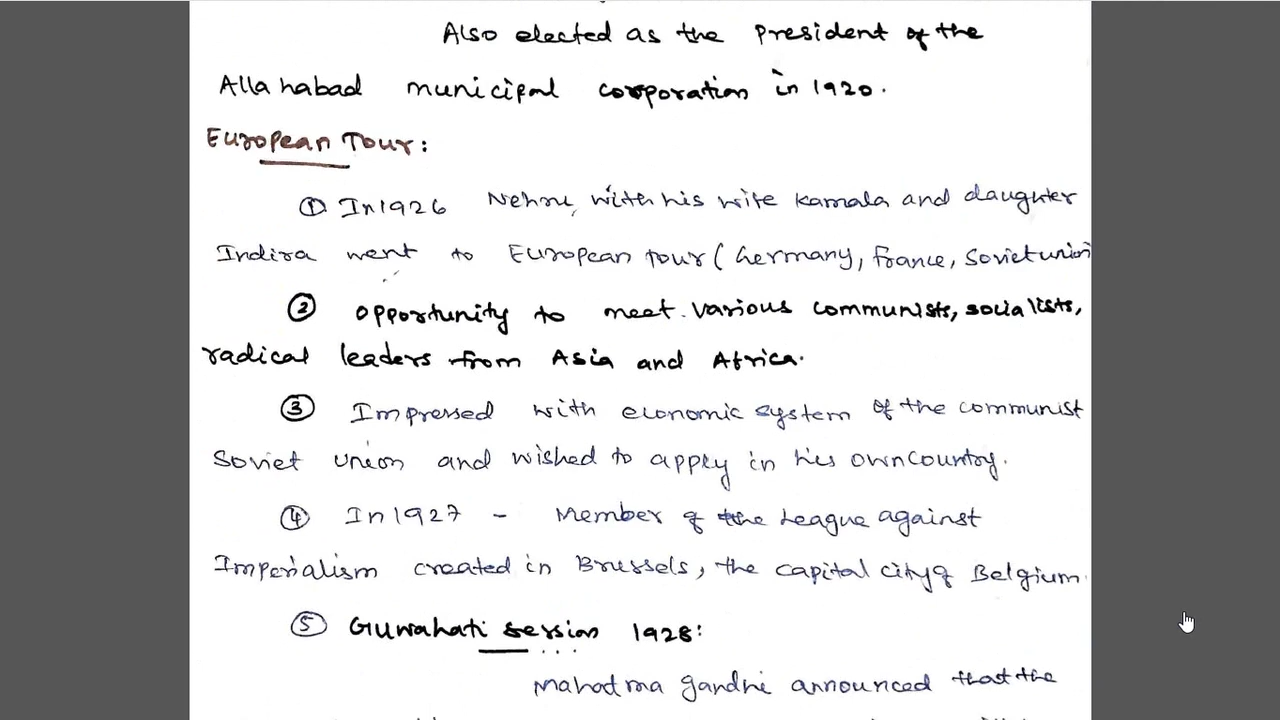 Also elected as the president of the
Allahabad municipal corporation in 1920.
European Tour:
① In 1926 Nehru, with his wife Kamala and daughter
Indira went to European tour (Germany, France, Soviet union
② opportunity to meet various communists, socialists,
radical leaders from Asia and Africa.
③ Impressed with economic system of the communist
Soviet union and wished to apply in his own country.
④ In 1927 - Member of the League against
Imperialism created in Brussels, the capital city of Belgium.
⑤ Guwahati session 1928:
Mahatma gandhi announced that the